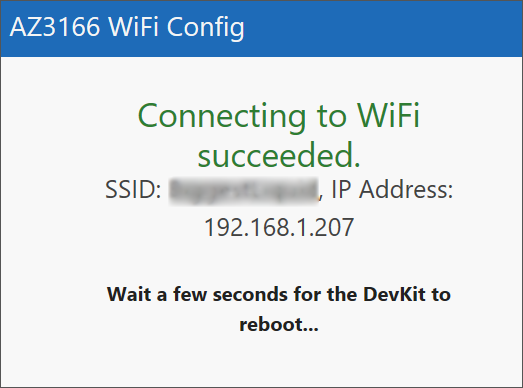 AZ3166 WiFi Config
Connecting to WiFi
succeeded.
SSID: , IP Address:
192.168.1.207
Wait a few seconds for the DevKit to
reboot...